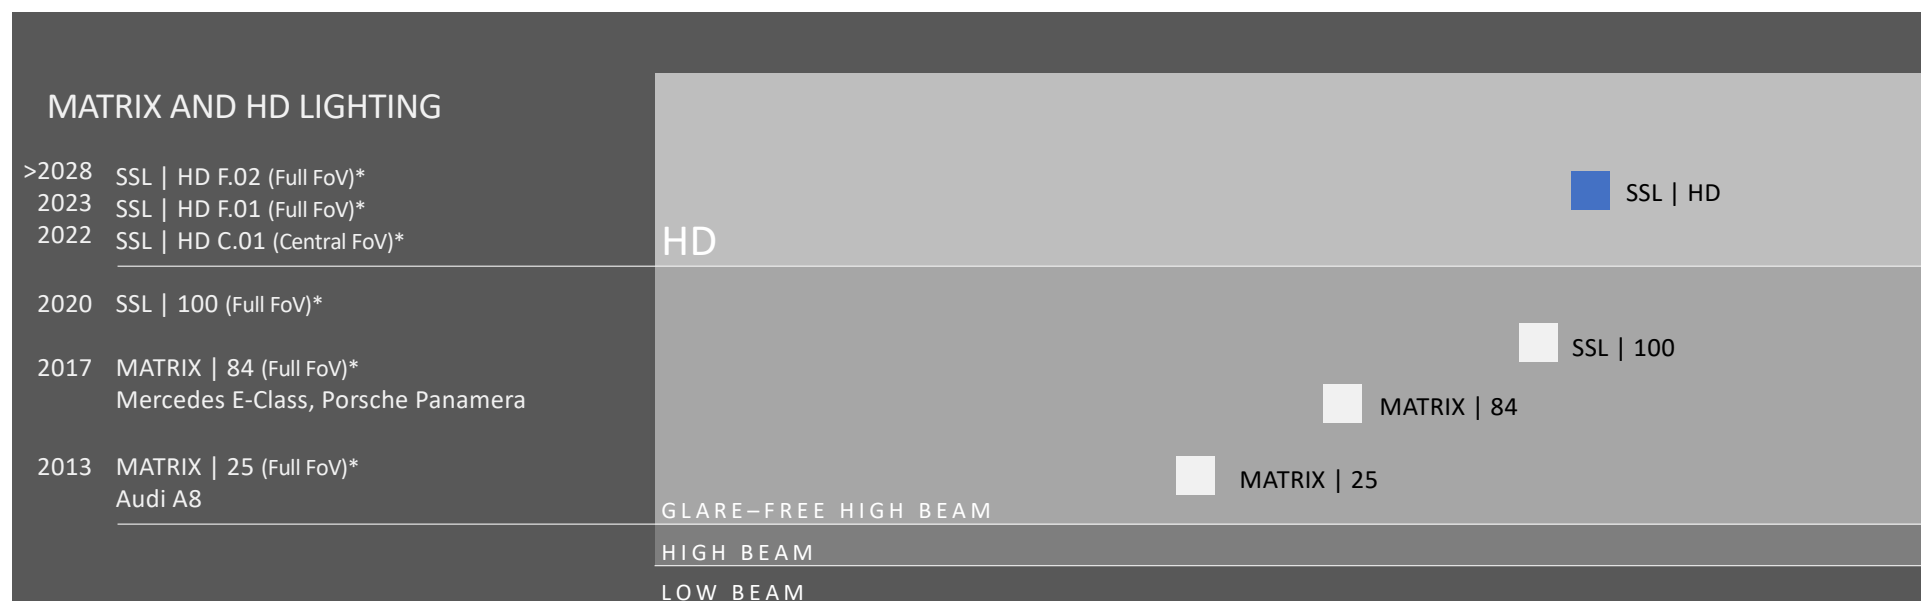 MATRIX AND HD LIGHTING
>2028 SSL | HD F.02 (Full FoV)*
2023 SSL | HD F.01 (Full FoV)*
2022 SSL | HD C.01 (Central FoV)*
2020 SSL | 100 (Full FoV)*
2017 MATRIX | 84 (Full FoV)*
Mercedes E-Class, Porsche Panamera
2013 MATRIX | 25 (Full FoV)*
Audi A8
SSL | HD
HD
SSL | 100
MATRIX | 84
MATRIX | 25
GLARE–FREE HIGH BEAM
HIGH BEAM
LOW BEAM